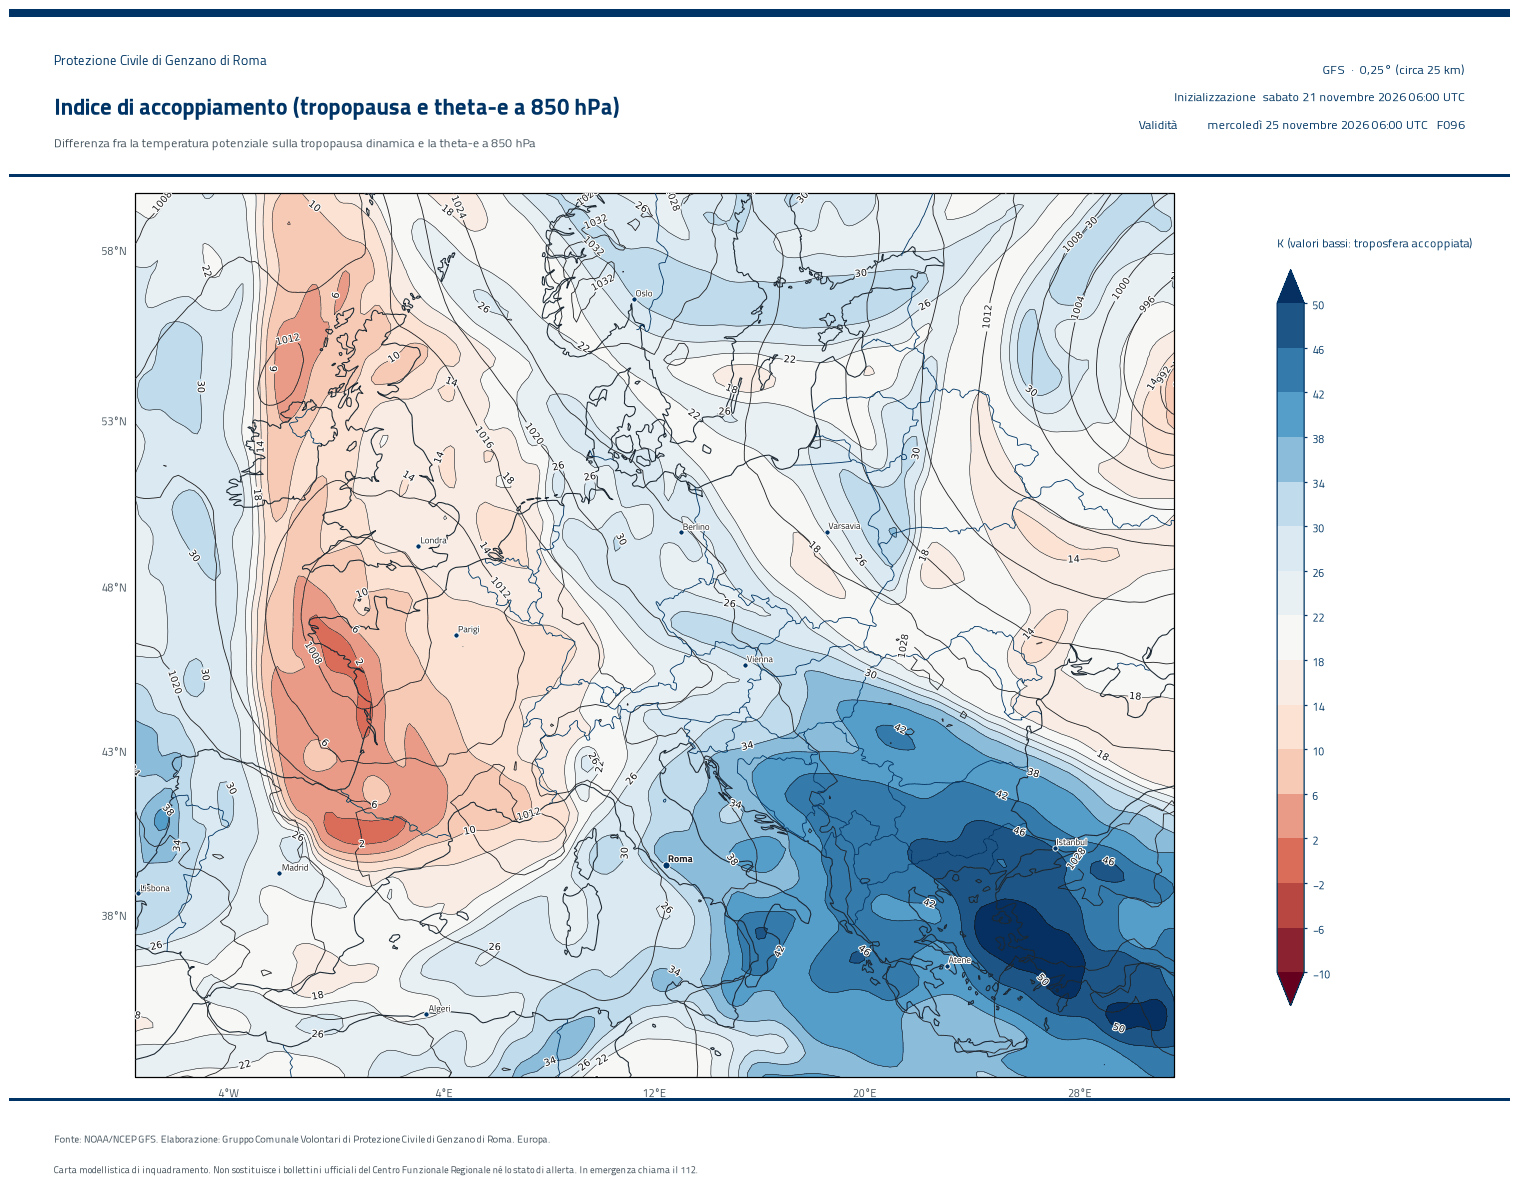 Protezione Civile di Genzano di Roma
Indice di accoppiamento (tropopausa e theta-e a 850 hPa)
Differenza fra la temperatura potenziale sulla tropopausa dinamica e la theta-e a 850 hPa
GFS · 0,25° (circa 25 km)
Inizializzazione sabato 21 novembre 2026 06:00 UTC
Validità mercoledì 25 novembre 2026 06:00 UTC F096
K (valori bassi: troposfera accoppiata)
50
46
42
38
34
30
26
22
18
14
10
6
2
−2
−6
−10
58°N
53°N
48°N
43°N
38°N
4°W
4°E
12°E
20°E
28°E
Oslo
Londra
Berlino
Varsavia
Parigi
Vienna
Madrid
Lisbona
Roma
Istanbul
Atene
Algeri
Fonte: NOAA/NCEP GFS. Elaborazione: Gruppo Comunale Volontari di Protezione Civile di Genzano di Roma. Europa.
Carta modellistica di inquadramento. Non sostituisce i bollettini ufficiali del Centro Funzionale Regionale né lo stato di allerta. In emergenza chiama il 112.